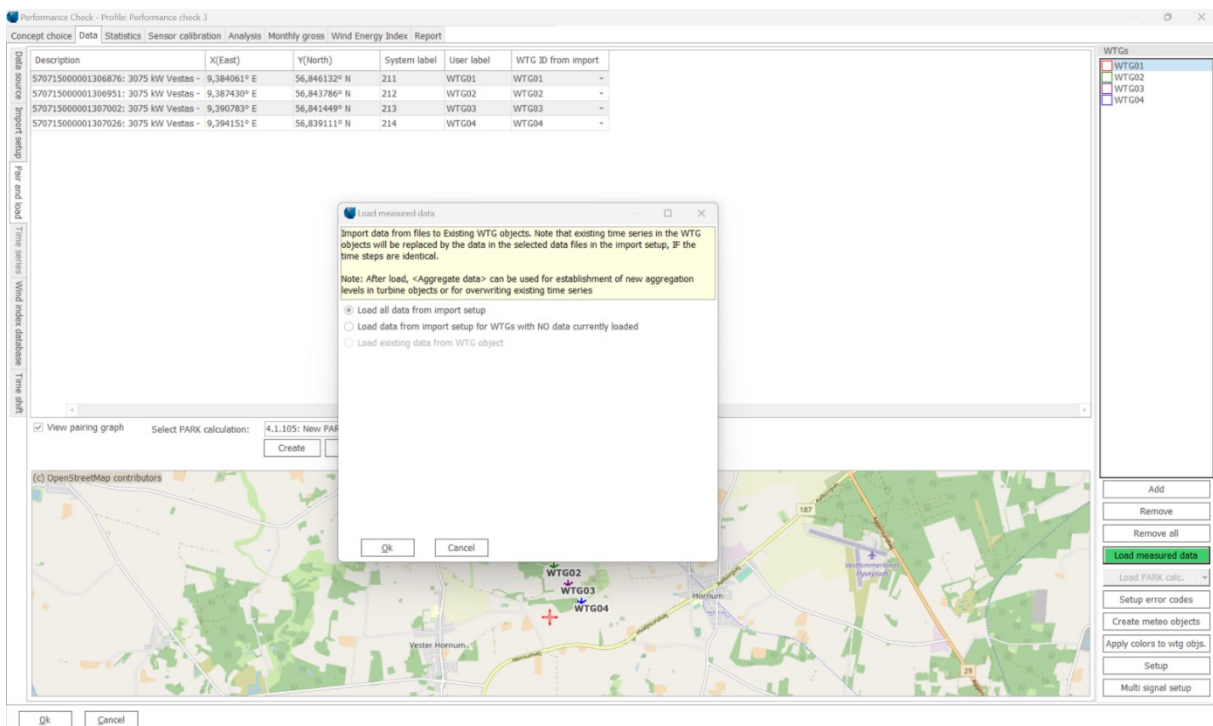 Performance Check - Profile: Performance check 3
Concept choice Data Statistics Sensor calibration Analysis Monthly gross Wind Energy Index Report
Data source
Import setup
Pair and load
Time series
Wind index database
Time shift
Description X(East) Y(North) System label User label WTG ID from import
570715000001306876: 3075 kW Vestas - 9,384061° E 56,846132° N 211 WTG01 WTG01
570715000001306951: 3075 kW Vestas - 9,387430° E 56,843786° N 212 WTG02 WTG02
570715000001307002: 3075 kW Vestas - 9,390783° E 56,841449° N 213 WTG03 WTG03
570715000001307026: 3075 kW Vestas - 9,394151° E 56,839111° N 214 WTG04 WTG04
WTGs
WTG01
WTG02
WTG03
WTG04
Load measured data
Import data from files to Existing WTG objects. Note that existing time series in the WTG
objects will be replaced by the data in the selected data files in the import setup, IF the
time steps are identical.
Note: After load, <Aggregate data> can be used for establishment of new aggregation
levels in turbine objects or for overwriting existing time series
Load all data from import setup
Load data from import setup for WTGs with NO data currently loaded
Load existing data from WTG object
Ok Cancel
View pairing graph Select PARK calculation: 4.1.105: New PAR
Create
(c) OpenStreetMap contributors
187
Aalborgvej
Vesthimmerlands
Flyveplads
WTG02
WTG03
WTG04
Hornum
Vester Hornum
Hornumvej
29
Add
Remove
Remove all
Load measured data
Load PARK calc.
Setup error codes
Create meteo objects
Apply colors to wtg objs.
Setup
Multi signal setup
Ok Cancel